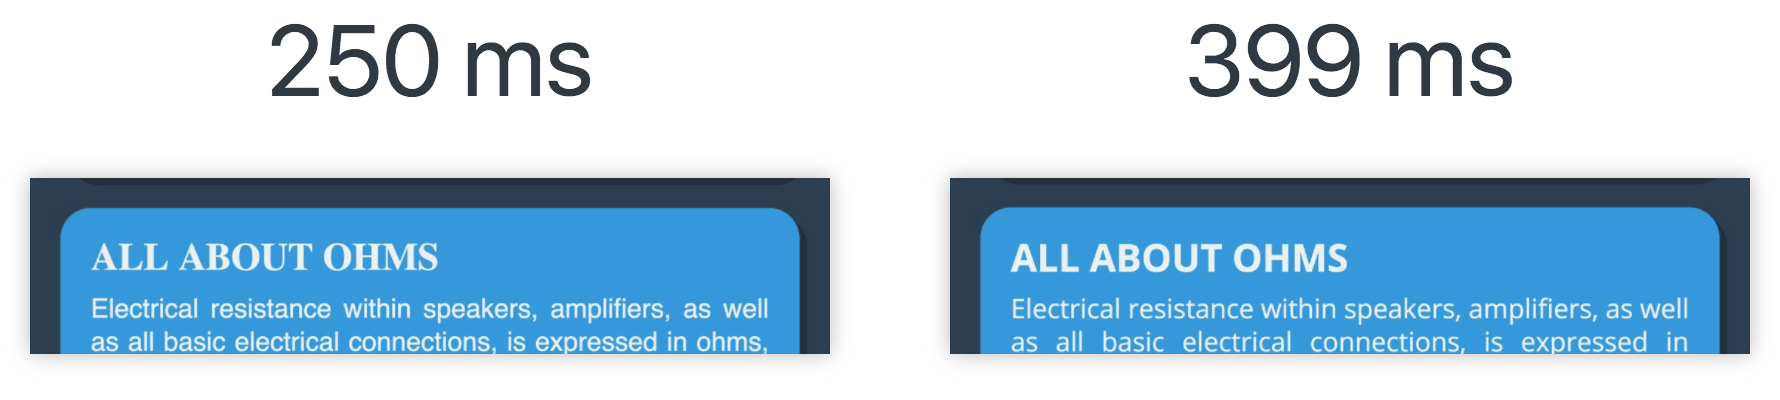 250 ms
399 ms
ALL ABOUT OHMS
Electrical resistance within speakers, amplifiers, as well
as all basic electrical connections, is expressed in ohms,
ALL ABOUT OHMS
Electrical resistance within speakers, amplifiers, as well
as all basic electrical connections, is expressed in